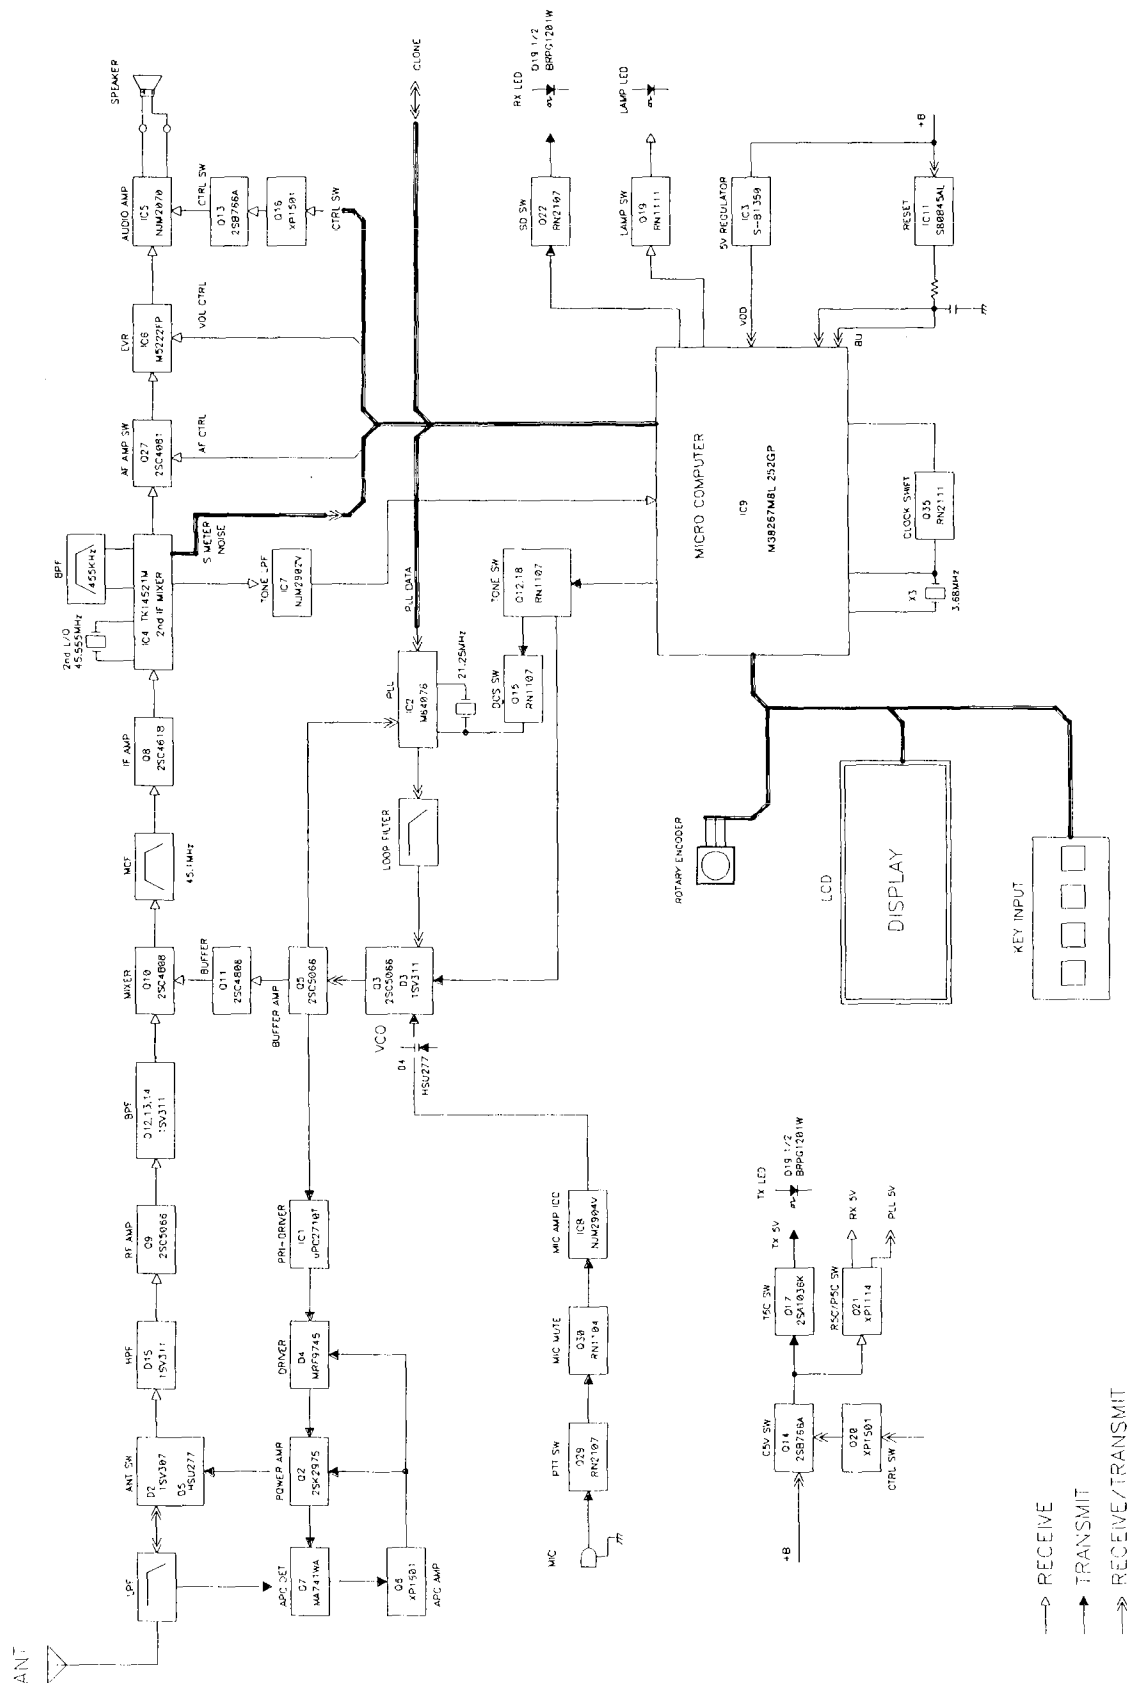 ANT
LPF
ANT SW
D2
1SV307
D5
HSU277
HPF
D15
1SV311
RF AMP
Q9
2SC5066
BPF
D12,13,14
1SV311
MIXER
Q10
2SC4808
MCF
45.1MHz
IF AMP
Q8
2SC4618
2nd L/O
45.555MHz
BPF
455KHz
IC4 TK14521M
2nd IF MIXER
AF AMP SW
Q27
2SC4081
EVR
IC6
M5222FP
AUDIO AMP
IC5
NJM2070
SPEAKER
AF CTRL
VOL CTRL
CTRL SW
Q13
2SB766A
Q16
XP1501
CTRL SW
S METER
NOISE
TONE LPF
IC7
NJM2902V
BUFFER
Q11
2SC4808
BUFFER AMP
Q5
2SC5066
APC DET
D7
MA741WA
POWER AMP
Q2
2SK2975
DRIVER
D4
MRF9745
PRI-DRIVER
IC1
uPC2710T
Q6
XP1501
APC AMP
VCO
Q3
2SC5066
D3
1SV311
D4
HSU277
LOOP FILTER
PLL
IC2
M64076
21.25MHz
PLL DATA
CLONE
DCS SW
Q15
RN1107
TONE SW
Q12,18
RN1107
RX LED
D19 1/2
BRPG1201W
SD SW
Q22
RN2107
LAMP LED
LAMP SW
Q19
RN1111
5V REGULATOR
IC3
S-81350
+B
VDD
RESET
IC11
S80845AL
BU
MICRO COMPUTER
IC9
M38267M8L 252GP
CLOCK SHIFT
Q35
RN2111
X3
3.68MHz
MIC
PTT SW
Q29
RN2107
MIC MUTE
Q30
RN1104
MIC AMP IDC
IC8
NJM2904V
ROTARY ENCODER
LCD
DISPLAY
KEY INPUT
+B
C5V SW
Q14
2SB766A
Q20
XP1501
CTRL SW
T5C SW
Q17
2SA1036K
TX 5V
TX LED
D19 1/2
BRPG1201W
R5C/P5C SW
Q21
XP1114
RX 5V
PLL 5V
RECEIVE
TRANSMIT
RECEIVE/TRANSMIT